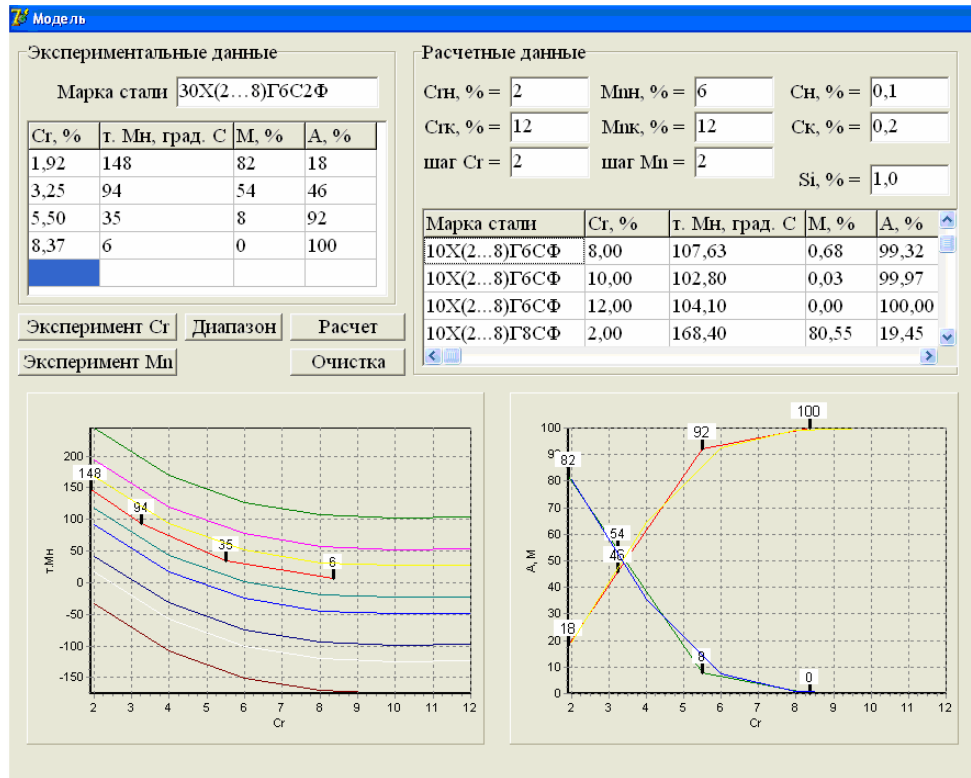 Модель
Экспериментальные данные
Марка стали 30Х(2...8)Г6С2Ф
Cr, % т. Мн, град. С М, % А, %
1,92 148 82 18
3,25 94 54 46
5,50 35 8 92
8,37 6 0 100
Эксперимент Cr Диапазон Расчет
Эксперимент Mn Очистка
Расчетные данные
Crн, % = 2 Mnн, % = 6 Сн, % = 0,1
Crк, % = 12 Mnк, % = 12 Ск, % = 0,2
шаг Cr = 2 шаг Mn = 2
Si, % = 1,0
Марка стали Cr, % т. Мн, град. С М, % А, %
10Х(2...8)Г6СФ 8,00 107,63 0,68 99,32
10Х(2...8)Г6СФ 10,00 102,80 0,03 99,97
10Х(2...8)Г6СФ 12,00 104,10 0,00 100,00
10Х(2...8)Г8СФ 2,00 168,40 80,55 19,45
200
150
100
50
0
-50
-100
-150
т.Мн
148
94
35
6
2 3 4 5 6 7 8 9 10 11 12
Cr
100
80
70
60
50
40
30
20
10
0
А,М
82
18
54
46
92
8
100
0
2 3 4 5 6 7 8 9 10 11 12
Cr